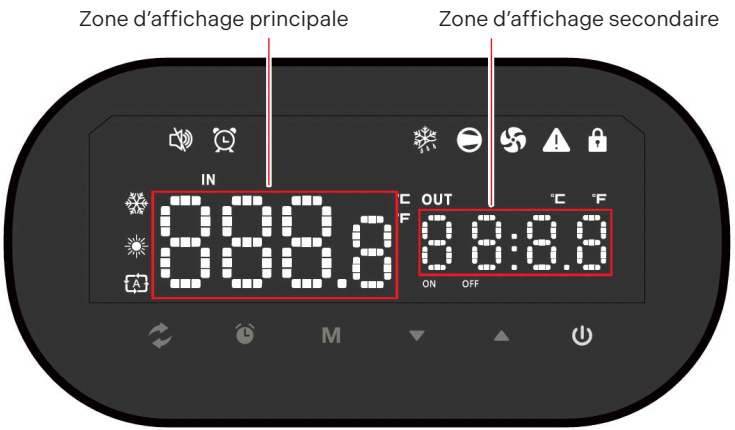 Zone d’affichage principale Zone d’affichage secondaire
IN
°C OUT °C °F
°F
888.8 88:8.8
A
ON OFF
M